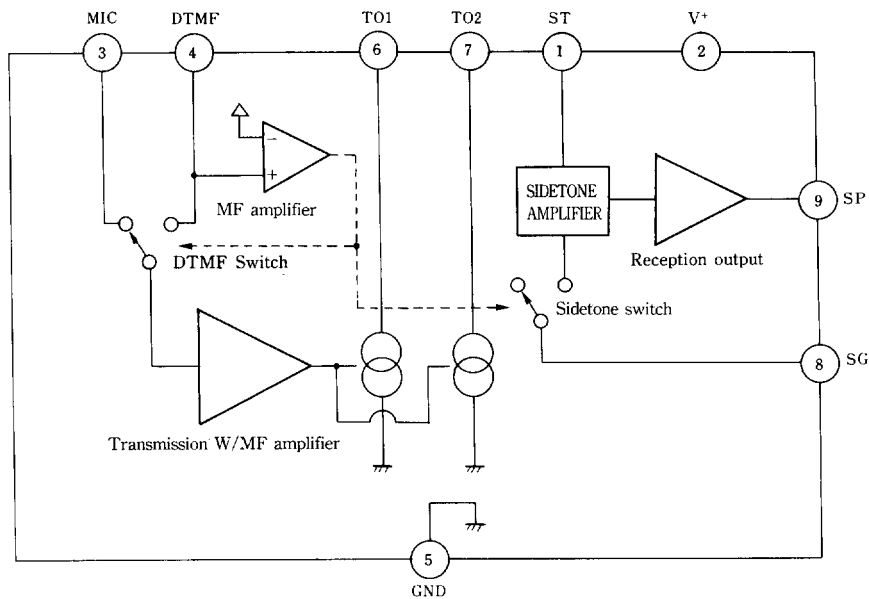 MIC DTMF TO1 TO2 ST V+
3 4 6 7 1 2
−
+
MF amplifier
SIDETONE
AMPLIFIER
9 SP
DTMF Switch
Reception output
Sidetone switch
8 SG
Transmission W/MF amplifier
5
GND